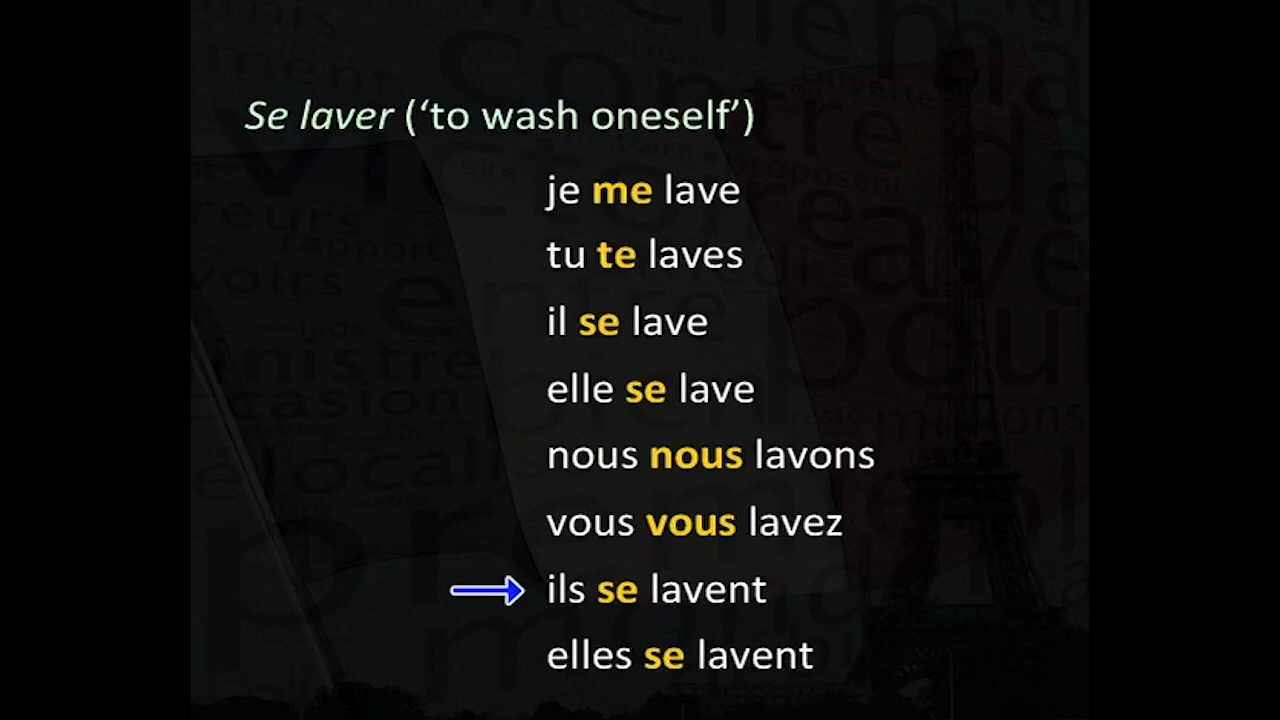 Se laver (‘to wash oneself’)
je me lave
tu te laves
il se lave
elle se lave
nous nous lavons
vous vous lavez
ils se lavent
elles se lavent